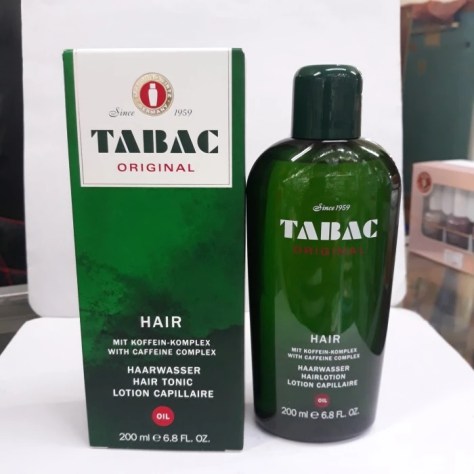 Since 1959
TABAC
ORIGINAL
HAIR
MIT KOFFEIN-KOMPLEX
WITH CAFFEINE COMPLEX
HAARWASSER
HAIR TONIC
LOTION CAPILLAIRE
OIL
200 ml e 6.8 FL. OZ.
Since 1959
TABAC
ORIGINAL
HAIR
MIT KOFFEIN-KOMPLEX
WITH CAFFEINE COMPLEX
HAARWASSER
HAIRLOTION
LOTION CAPILLAIRE
OIL
200 ml e 6.8 FL. OZ.